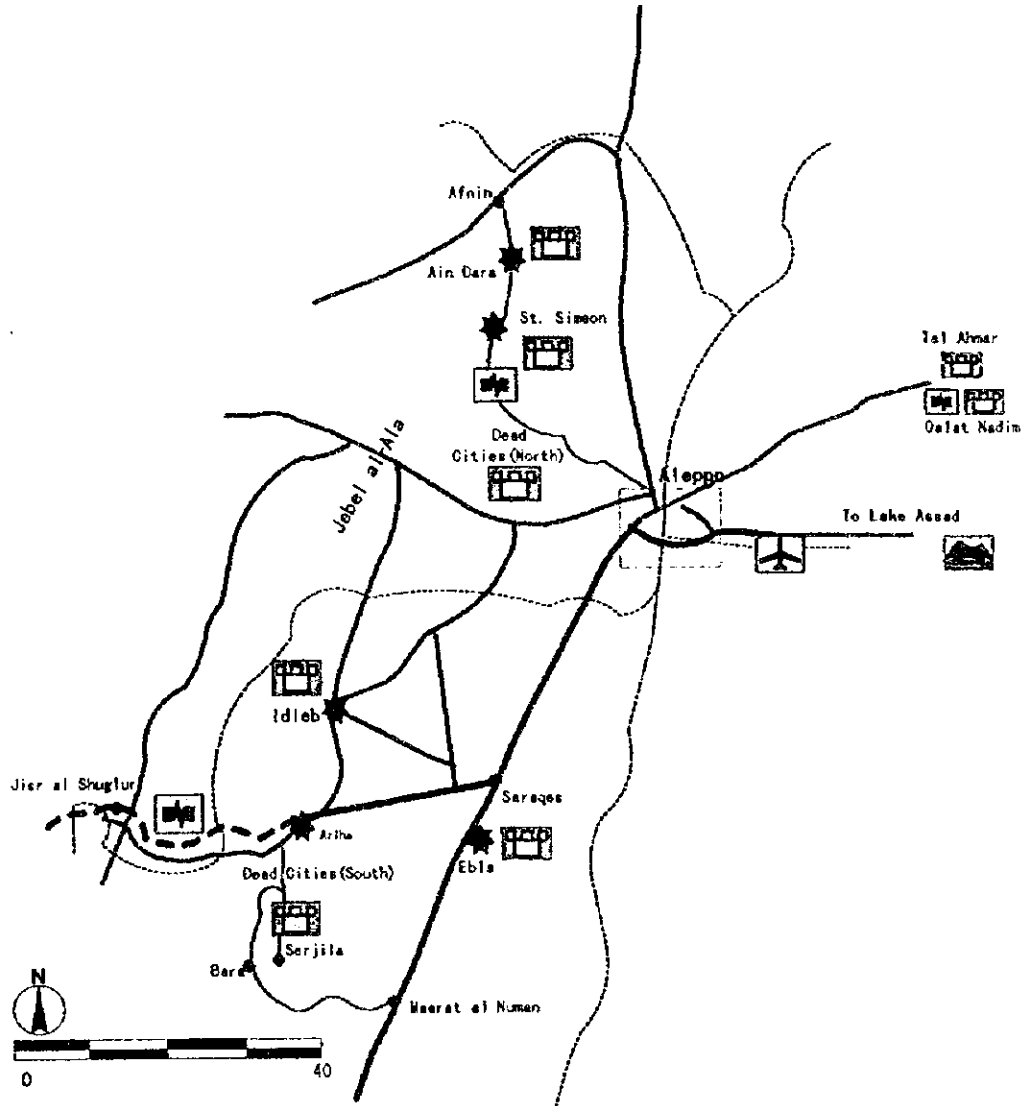 Afnin
Ain Dara
St. Simeon
Tal Ahmar
Qalat Nadim
Dead
Cities(North)
Jebel al-Ala
Aleppo
To Lake Assad
Idleb
Jisr al Shugfur
Saraqes
Ariha
Ebla
Dead Cities(South)
Serjila
Bara
Maarat al Numan
N
0
40